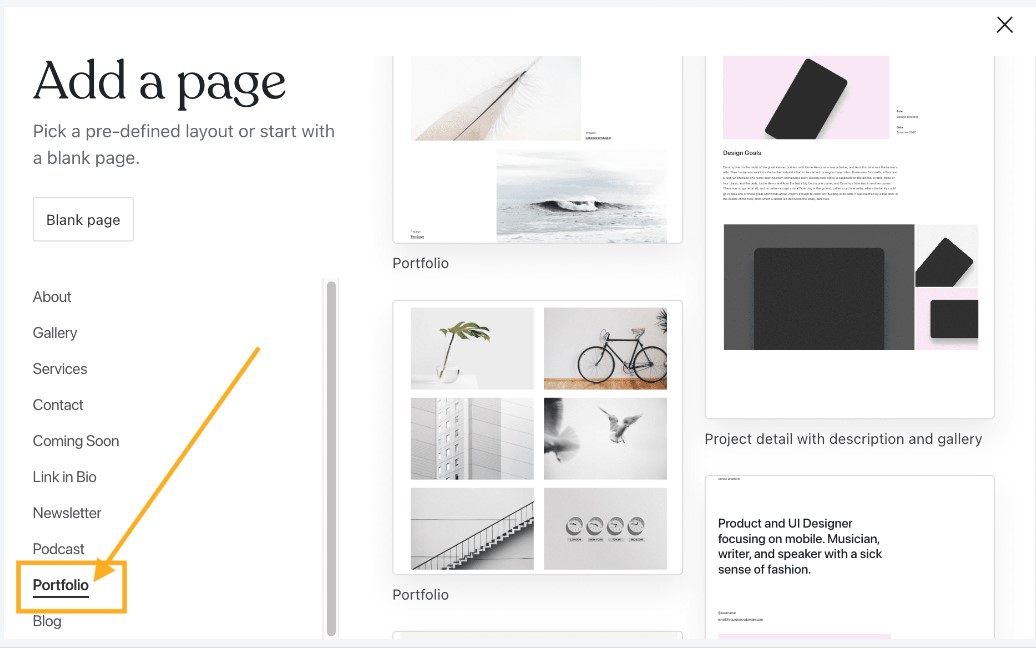 Add a page
Pick a pre-defined layout or start with
a blank page.
Blank page
About
Gallery
Services
Contact
Coming Soon
Link in Bio
Newsletter
Podcast
Portfolio
Blog
Portfolio
Portfolio
Design Goals
Project detail with description and gallery
Product and UI Designer
focusing on mobile. Musician,
writer, and speaker with a sick
sense of fashion.